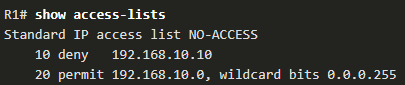 R1# show access-lists
Standard IP access list NO-ACCESS
10 deny 192.168.10.10
20 permit 192.168.10.0, wildcard bits 0.0.0.255